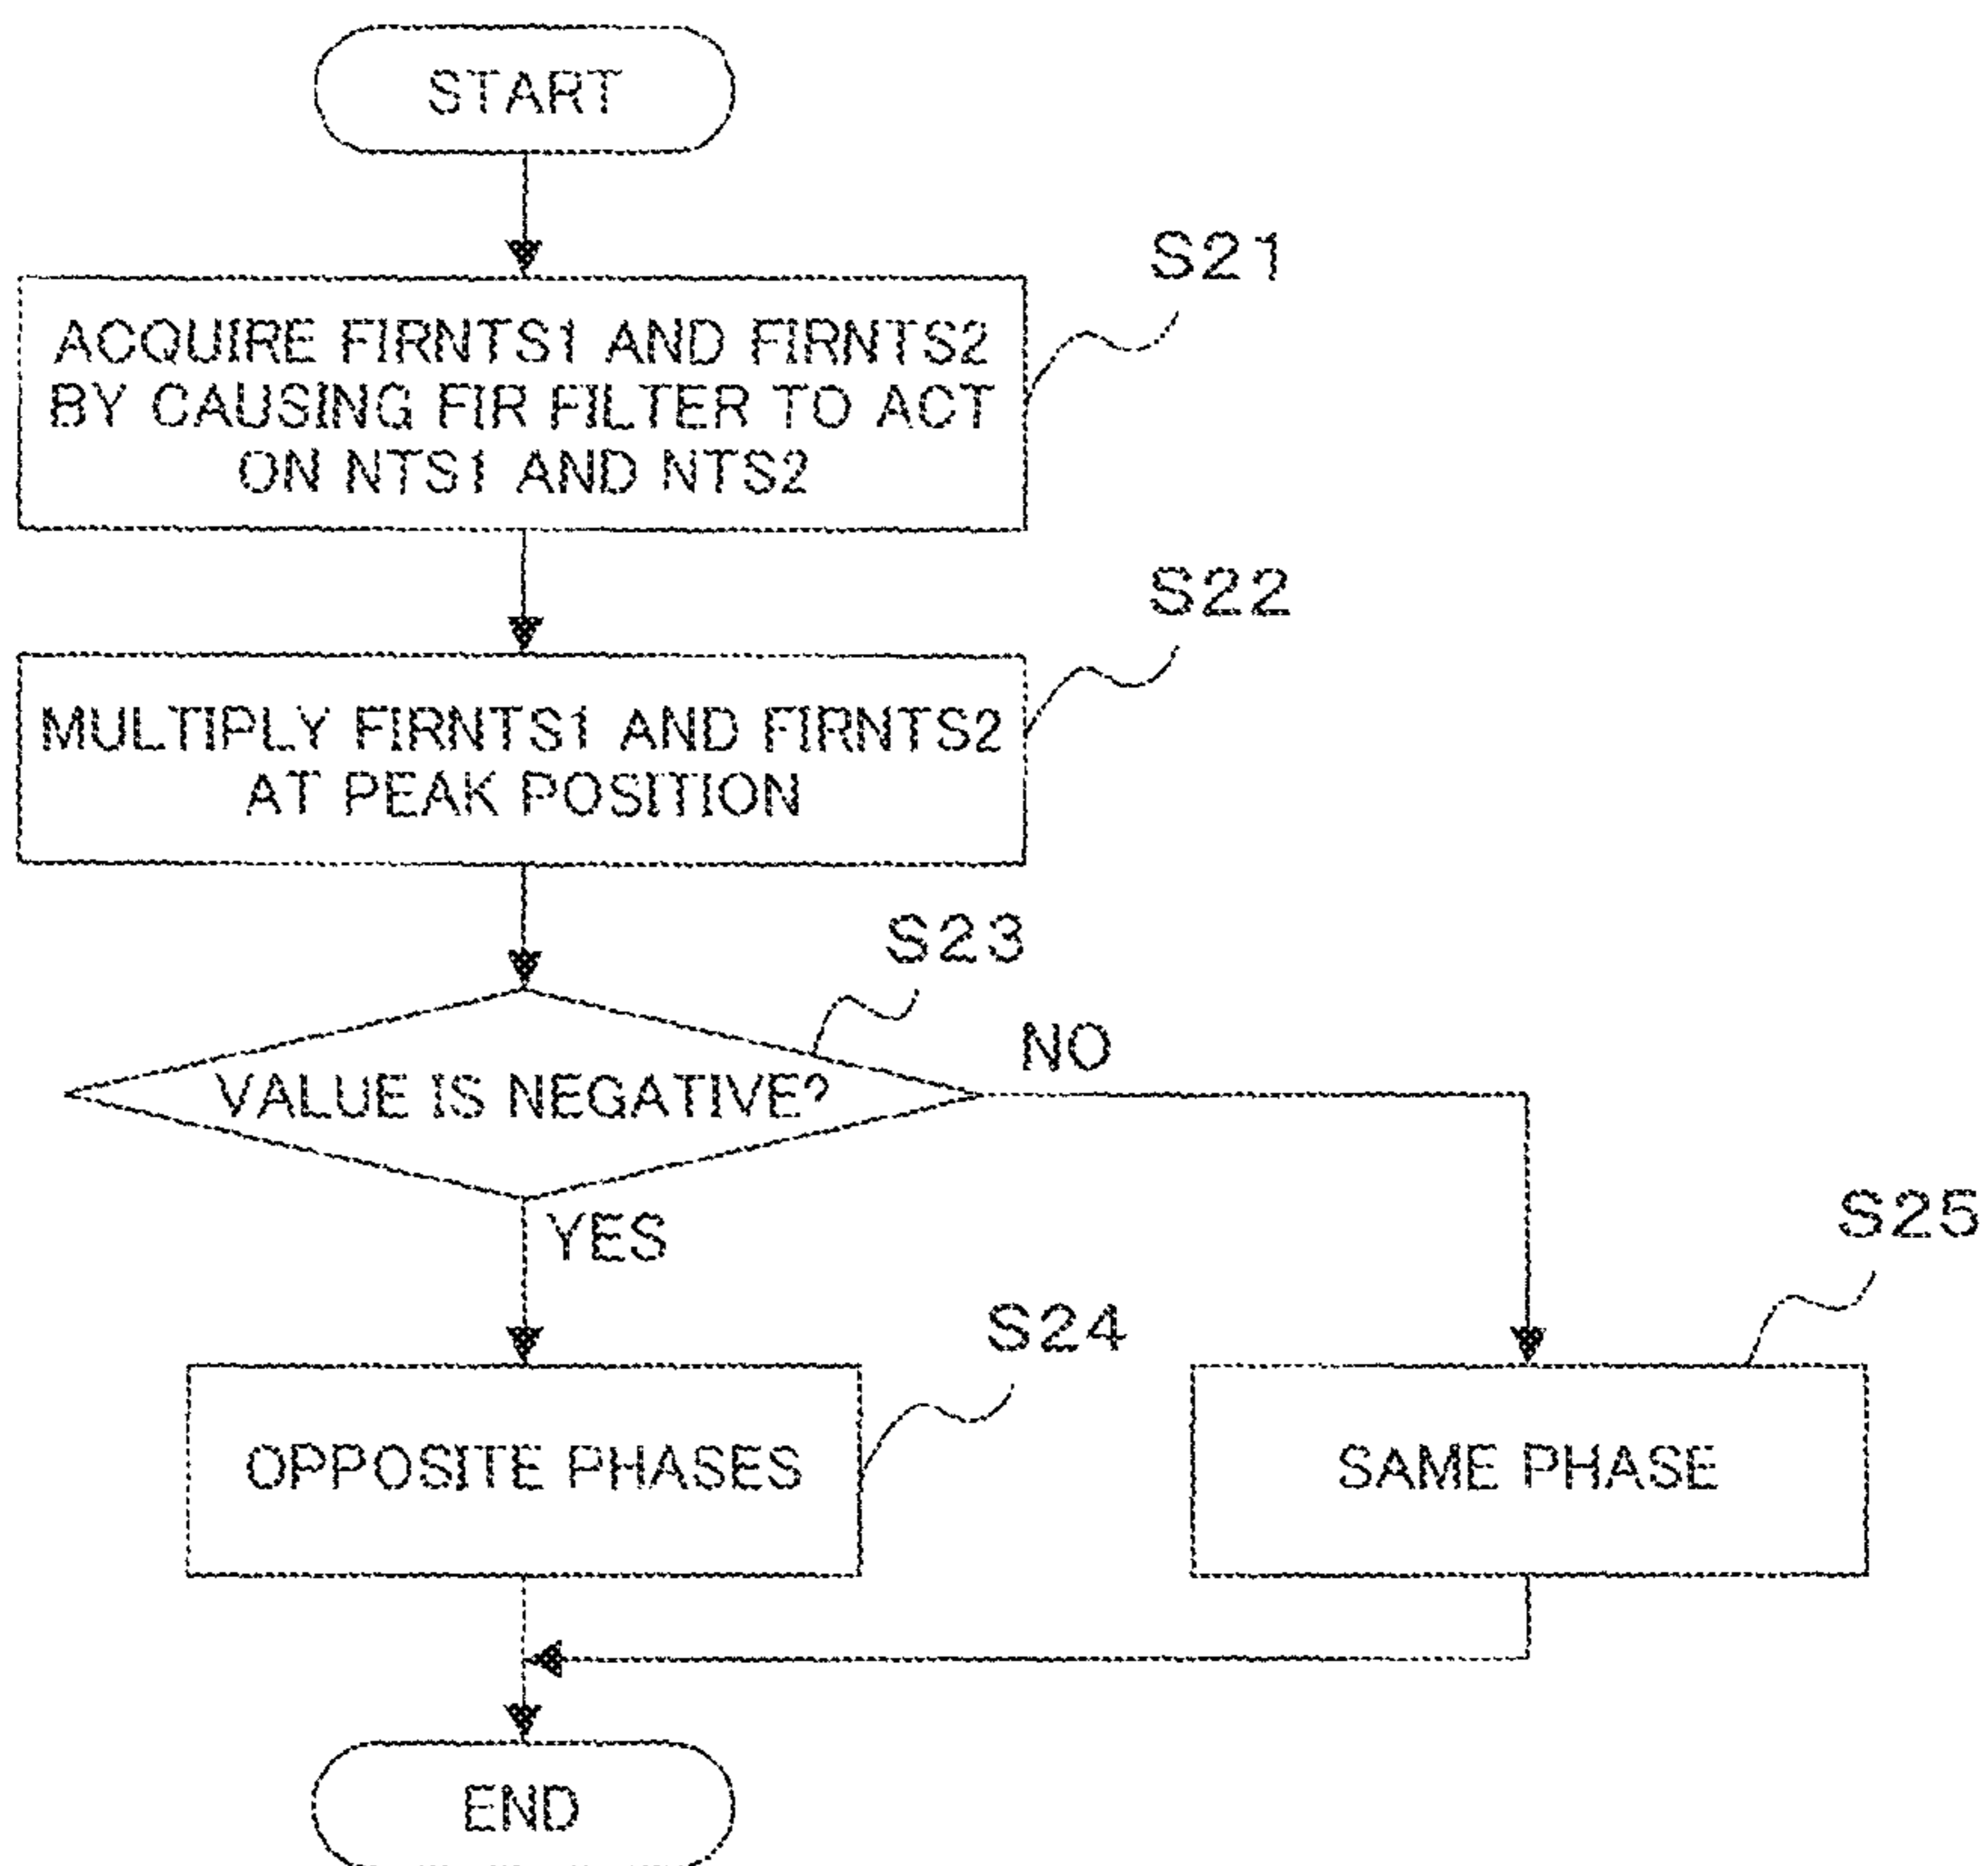 START
S21
ACQUIRE FIRNTS1 AND FIRNTS2
BY CAUSING FIR FILTER TO ACT
ON NTS1 AND NTS2
S22
MULTIPLY FIRNTS1 AND FIRNTS2
AT PEAK POSITION
S23
VALUE IS NEGATIVE?
NO
YES
S24
OPPOSITE PHASES
S25
SAME PHASE
END